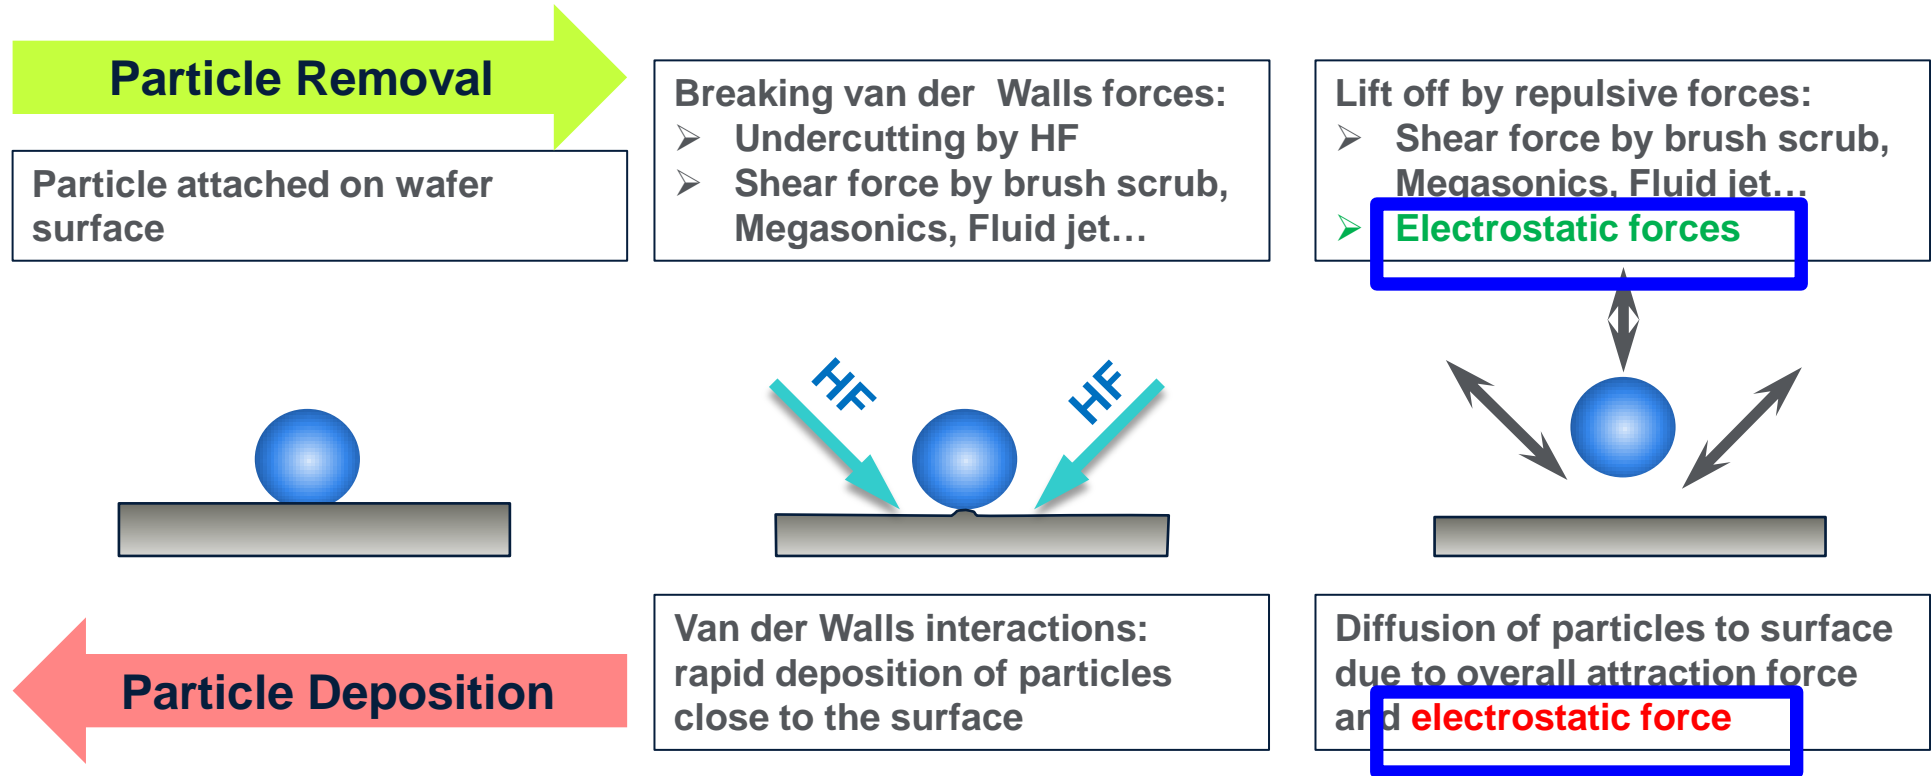 Particle Removal
Particle attached on wafer
surface
Breaking van der Walls forces:
➢ Undercutting by HF
➢ Shear force by brush scrub,
Megasonics, Fluid jet…
Lift off by repulsive forces:
➢ Shear force by brush scrub,
Megasonics, Fluid jet…
➢ Electrostatic forces
HF
HF
Particle Deposition
Van der Walls interactions:
rapid deposition of particles
close to the surface
Diffusion of particles to surface
due to overall attraction force
and electrostatic force